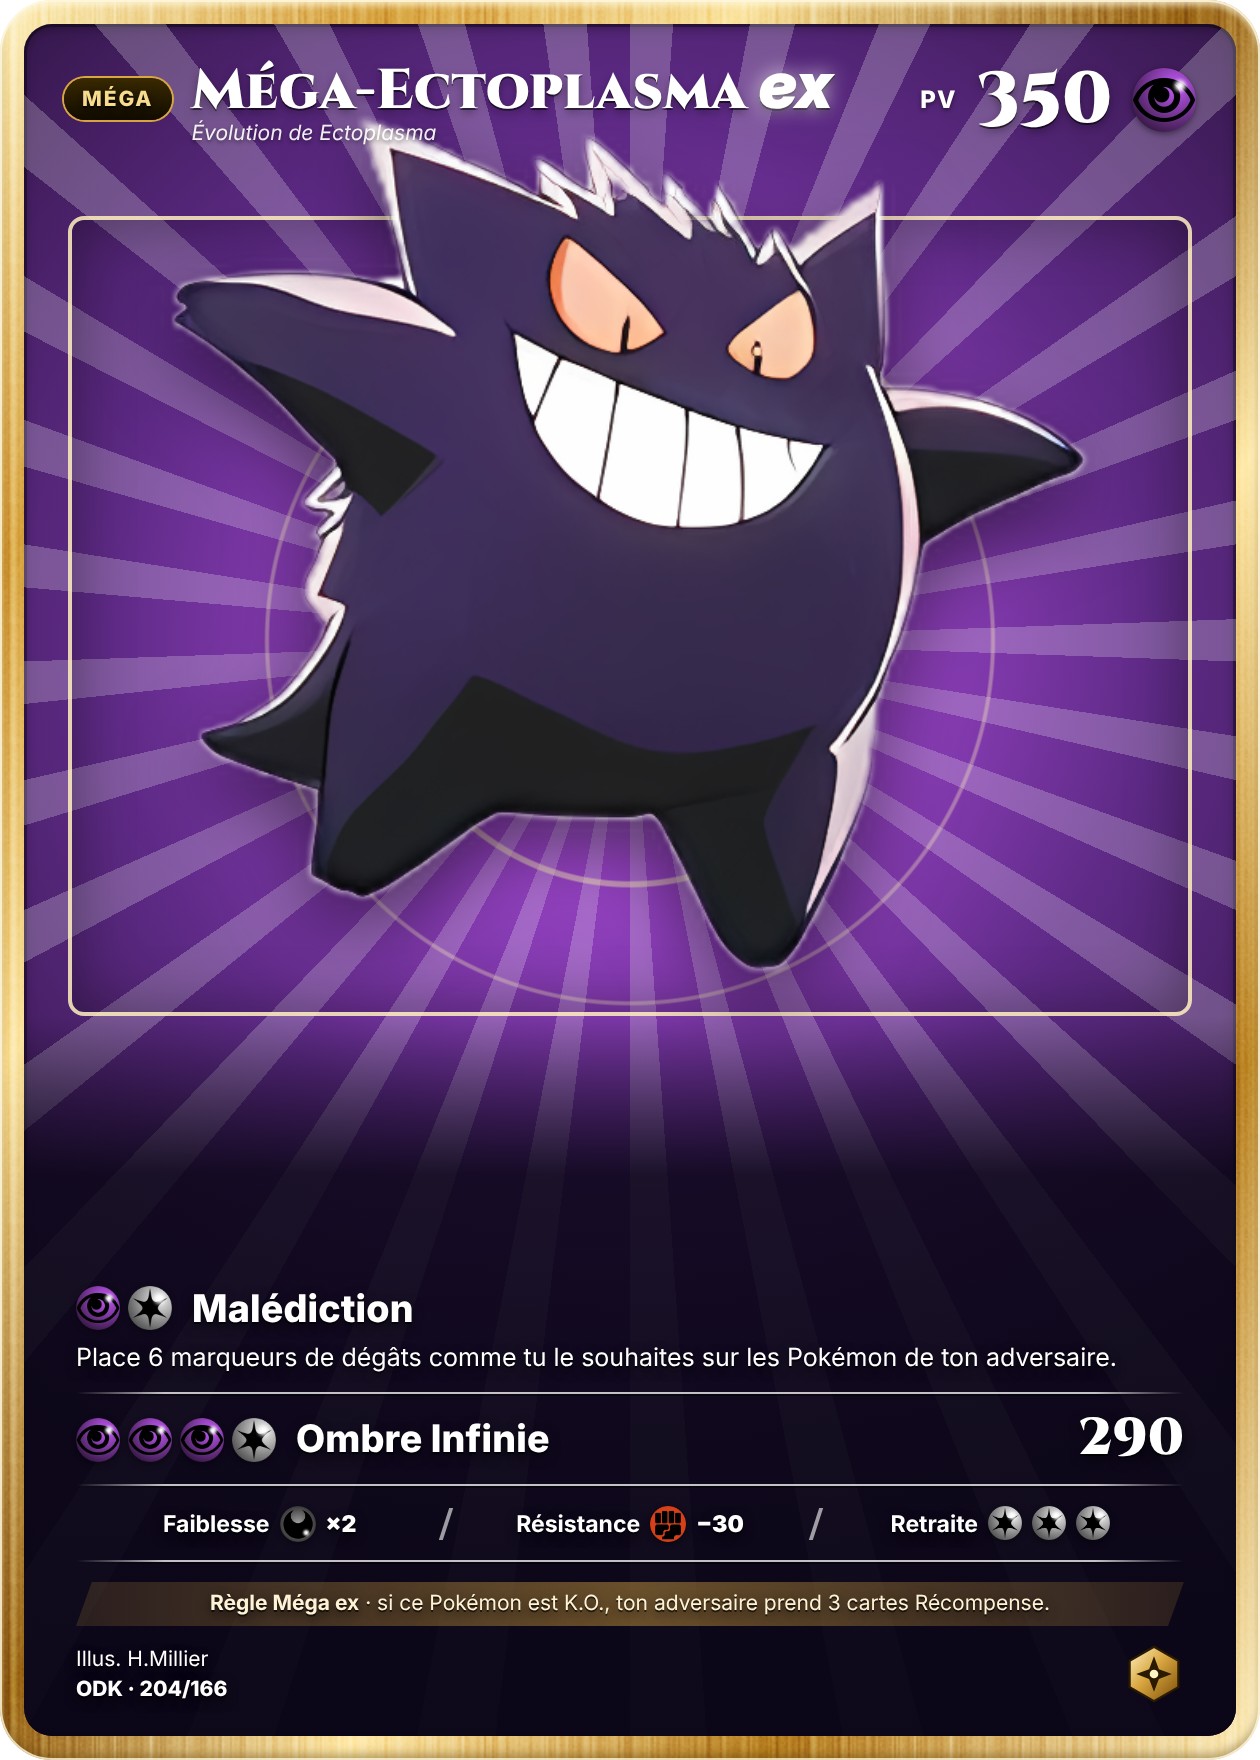 MÉGA
Méga-Ectoplasma ex
PV 350
Évolution de Ectoplasma
Malédiction
Place 6 marqueurs de dégâts comme tu le souhaites sur les Pokémon de ton adversaire.
Ombre Infinie 290
Faiblesse ×2 / Résistance −30 / Retraite
Règle Méga ex · si ce Pokémon est K.O., ton adversaire prend 3 cartes Récompense.
Illus. H.Millier
ODK · 204/166